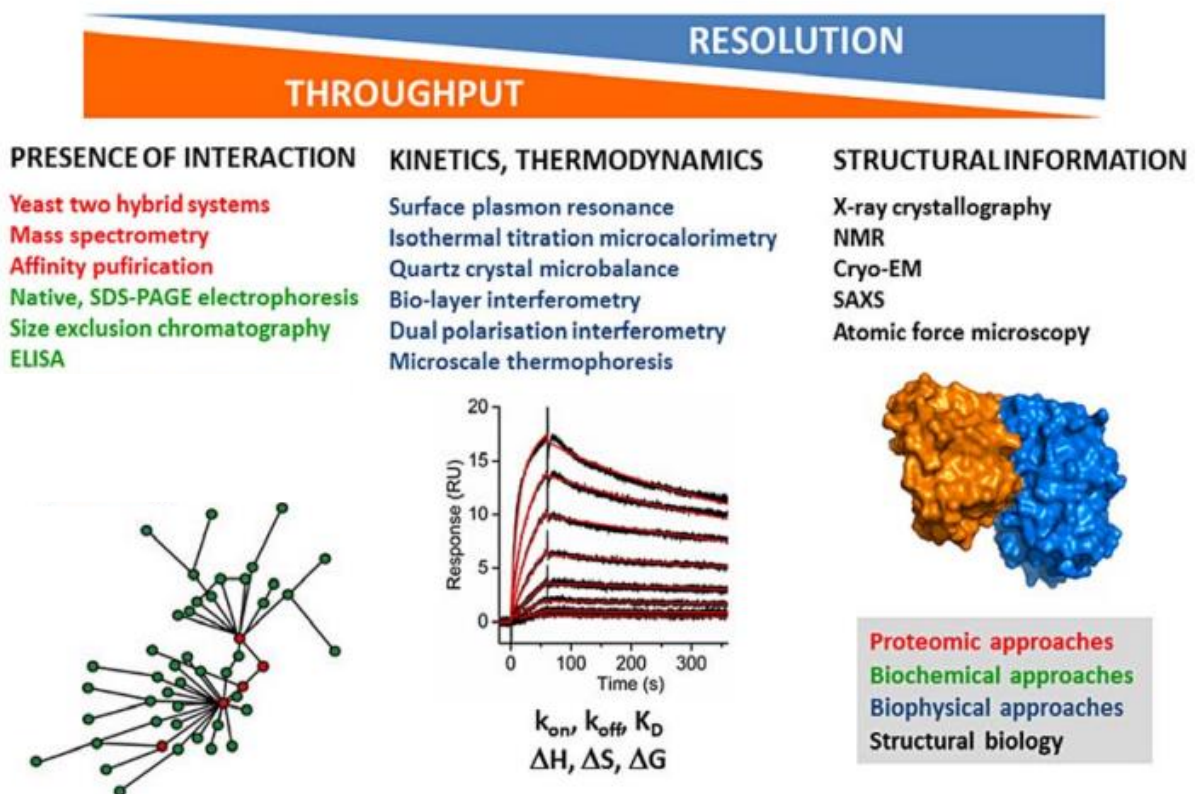 RESOLUTION
THROUGHPUT
PRESENCE OF INTERACTION
Yeast two hybrid systems
Mass spectrometry
Affinity pufirication
Native, SDS-PAGE electrophoresis
Size exclusion chromatography
ELISA
KINETICS, THERMODYNAMICS
Surface plasmon resonance
Isothermal titration microcalorimetry
Quartz crystal microbalance
Bio-layer interferometry
Dual polarisation interferometry
Microscale thermophoresis
20
15
10
5
0
Response (RU)
0 100 200 300
Time (s)
kon, koff, KD
ΔH, ΔS, ΔG
STRUCTURAL INFORMATION
X-ray crystallography
NMR
Cryo-EM
SAXS
Atomic force microscopy
Proteomic approaches
Biochemical approaches
Biophysical approaches
Structural biology